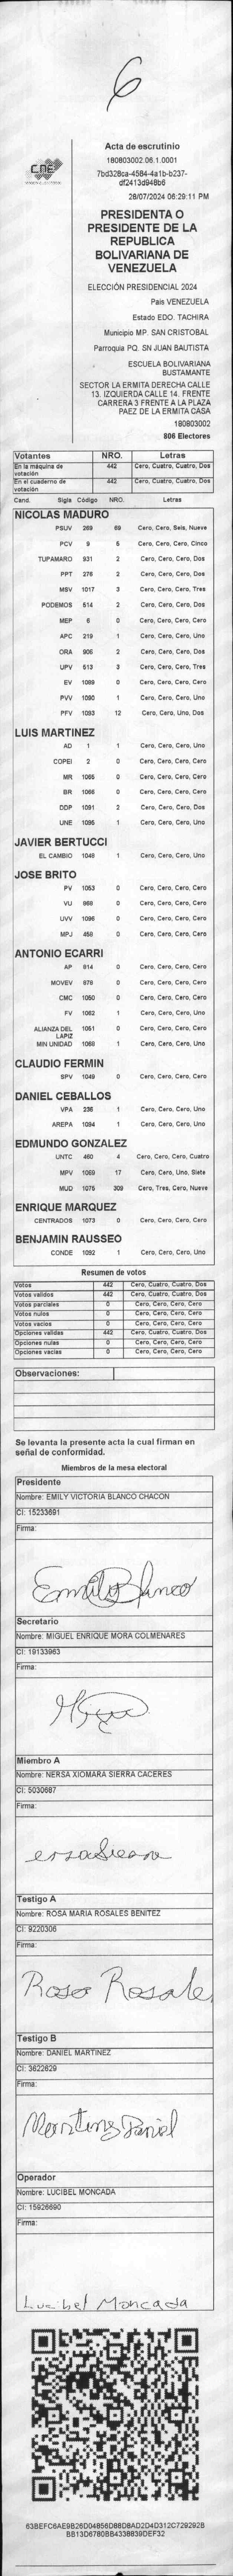 6
CNE
Acta de escrutinio
180803002.06.1.0001
7bd328ca-4584-4a1b-b237-
df2413d948b6
28/07/2024 06:29:11 PM
PRESIDENTA O
PRESIDENTE DE LA
REPUBLICA
BOLIVARIANA DE
VENEZUELA
ELECCIÓN PRESIDENCIAL 2024
Pais VENEZUELA
Estado EDO. TACHIRA
Municipio MP. SAN CRISTOBAL
Parroquia PQ. SN JUAN BAUTISTA
ESCUELA BOLIVARIANA
BUSTAMANTE
SECTOR LA ERMITA DERECHA CALLE
13. IZQUIERDA CALLE 14. FRENTE
CARRERA 3 FRENTE A LA PLAZA
PAEZ DE LA ERMITA CASA
180803002
806 Electores
Votantes NRO. Letras
En la máquina de votación 442 Cero, Cuatro, Cuatro, Dos
En el cuaderno de votación 442 Cero, Cuatro, Cuatro, Dos
Cand. Sigla Código NRO. Letras
NICOLAS MADURO
PSUV 269 69 Cero, Cero, Seis, Nueve
PCV 9 5 Cero, Cero, Cero, Cinco
TUPAMARO 931 2 Cero, Cero, Cero, Dos
PPT 276 2 Cero, Cero, Cero, Dos
MSV 1017 3 Cero, Cero, Cero, Tres
PODEMOS 514 2 Cero, Cero, Cero, Dos
MEP 6 0 Cero, Cero, Cero, Cero
APC 219 1 Cero, Cero, Cero, Uno
ORA 906 2 Cero, Cero, Cero, Dos
UPV 513 3 Cero, Cero, Cero, Tres
EV 1089 0 Cero, Cero, Cero, Cero
PVV 1090 1 Cero, Cero, Cero, Uno
PFV 1093 12 Cero, Cero, Uno, Dos
LUIS MARTINEZ
AD 1 1 Cero, Cero, Cero, Uno
COPEI 2 0 Cero, Cero, Cero, Cero
MR 1065 0 Cero, Cero, Cero, Cero
BR 1066 0 Cero, Cero, Cero, Cero
DDP 1091 2 Cero, Cero, Cero, Dos
UNE 1095 1 Cero, Cero, Cero, Uno
JAVIER BERTUCCI
EL CAMBIO 1048 1 Cero, Cero, Cero, Uno
JOSE BRITO
PV 1053 0 Cero, Cero, Cero, Cero
VU 868 0 Cero, Cero, Cero, Cero
UVV 1096 0 Cero, Cero, Cero, Cero
MPJ 458 0 Cero, Cero, Cero, Cero
ANTONIO ECARRI
AP 814 0 Cero, Cero, Cero, Cero
MOVEV 879 0 Cero, Cero, Cero, Cero
CMC 1050 0 Cero, Cero, Cero, Cero
FV 1062 1 Cero, Cero, Cero, Uno
ALIANZA DEL LAPIZ 1051 0 Cero, Cero, Cero, Cero
MIN UNIDAD 1068 1 Cero, Cero, Cero, Uno
CLAUDIO FERMIN
SPV 1049 0 Cero, Cero, Cero, Cero
DANIEL CEBALLOS
VPA 236 1 Cero, Cero, Cero, Uno
AREPA 1094 1 Cero, Cero, Cero, Uno
EDMUNDO GONZALEZ
UNTC 460 4 Cero, Cero, Cero, Cuatro
MPV 1069 17 Cero, Cero, Uno, Siete
MUD 1075 309 Cero, Tres, Cero, Nueve
ENRIQUE MARQUEZ
CENTRADOS 1073 0 Cero, Cero, Cero, Cero
BENJAMIN RAUSSEO
CONDE 1092 1 Cero, Cero, Cero, Uno
Resumen de votos
Votos 442 Cero, Cuatro, Cuatro, Dos
Votos validos 442 Cero, Cuatro, Cuatro, Dos
Votos parciales 0 Cero, Cero, Cero, Cero
Votos nulos 0 Cero, Cero, Cero, Cero
Votos vacios 0 Cero, Cero, Cero, Cero
Opciones validas 442 Cero, Cuatro, Cuatro, Dos
Opciones nulas 0 Cero, Cero, Cero, Cero
Opciones vacias 0 Cero, Cero, Cero, Cero
Observaciones:
Se levanta la presente acta la cual firman en
señal de conformidad.
Miembros de la mesa electoral
Presidente
Nombre: EMILY VICTORIA BLANCO CHACON
CI: 15233691
Firma:
Emily Blanco
Secretario
Nombre: MIGUEL ENRIQUE MORA COLMENARES
CI: 19133963
Firma:
Miembro A
Nombre: NERSA XIOMARA SIERRA CACERES
CI: 5030687
Firma:
Testigo A
Nombre: ROSA MARIA ROSALES BENITEZ
CI: 9220306
Firma:
Rosa Rosale
Testigo B
Nombre: DANIEL MARTINEZ
CI: 3622629
Firma:
Martinez Daniel
Operador
Nombre: LUCIBEL MONCADA
CI: 15926690
Firma:
Lucibel Moncada
63BEFC6AE9B26D04856D88D8AD2D4D312C729292B
BB13D6780BB4338839DEF32